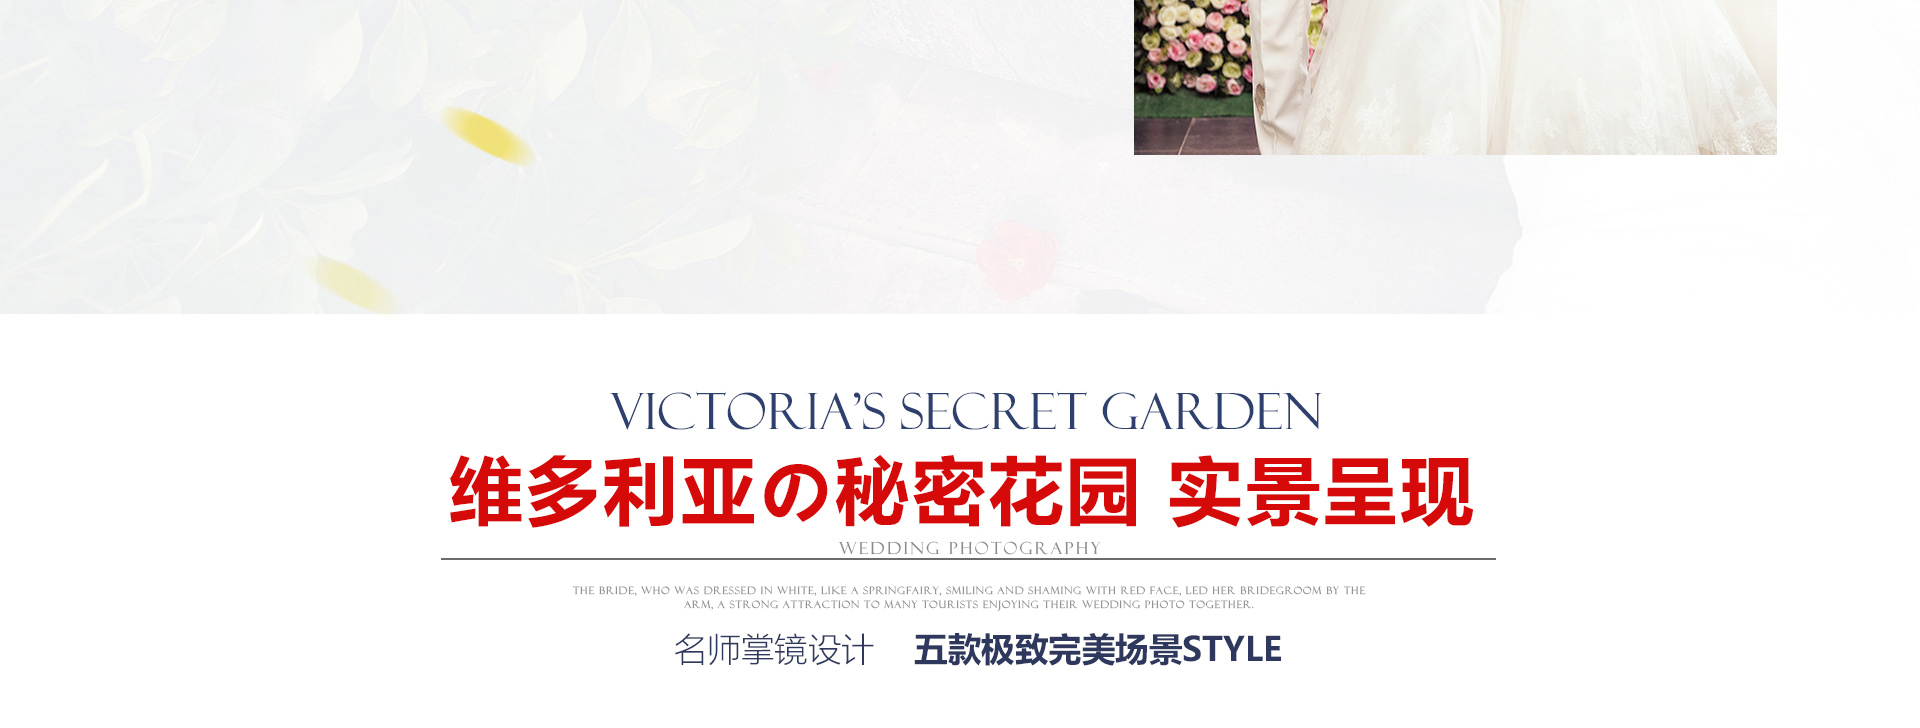 VICTORIA'S SECRET GARDEN
维多利亚の秘密花园 实景呈现
WEDDING PHOTOGRAPHY
THE BRIDE, WHO WAS DRESSED IN WHITE, LIKE A SPRINGFAIRY, SMILING AND SHAMING WITH RED FACE, LED HER BRIDEGROOM BY THE
ARM, A STRONG ATTRACTION TO MANY TOURISTS ENJOYING THEIR WEDDING PHOTO TOGETHER.
名师掌镜设计 五款极致完美场景STYLE